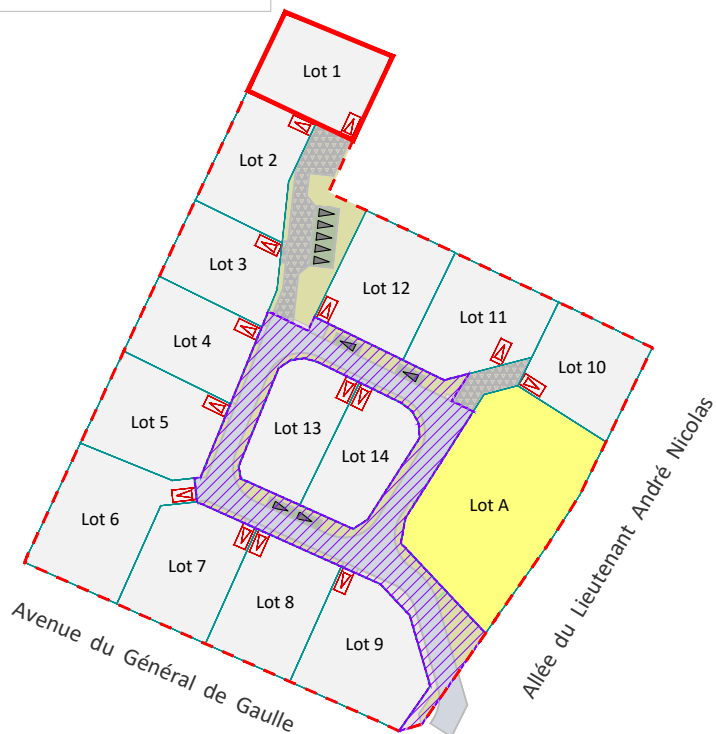 Lot 1
Lot 2
Lot 3
Lot 12
Lot 11
Lot 4
Lot 10
Lot 5
Lot 13
Lot 14
Lot A
Lot 6
Lot 7
Lot 8
Lot 9
Avenue du Général de Gaulle
Allée du Lieutenant André Nicolas